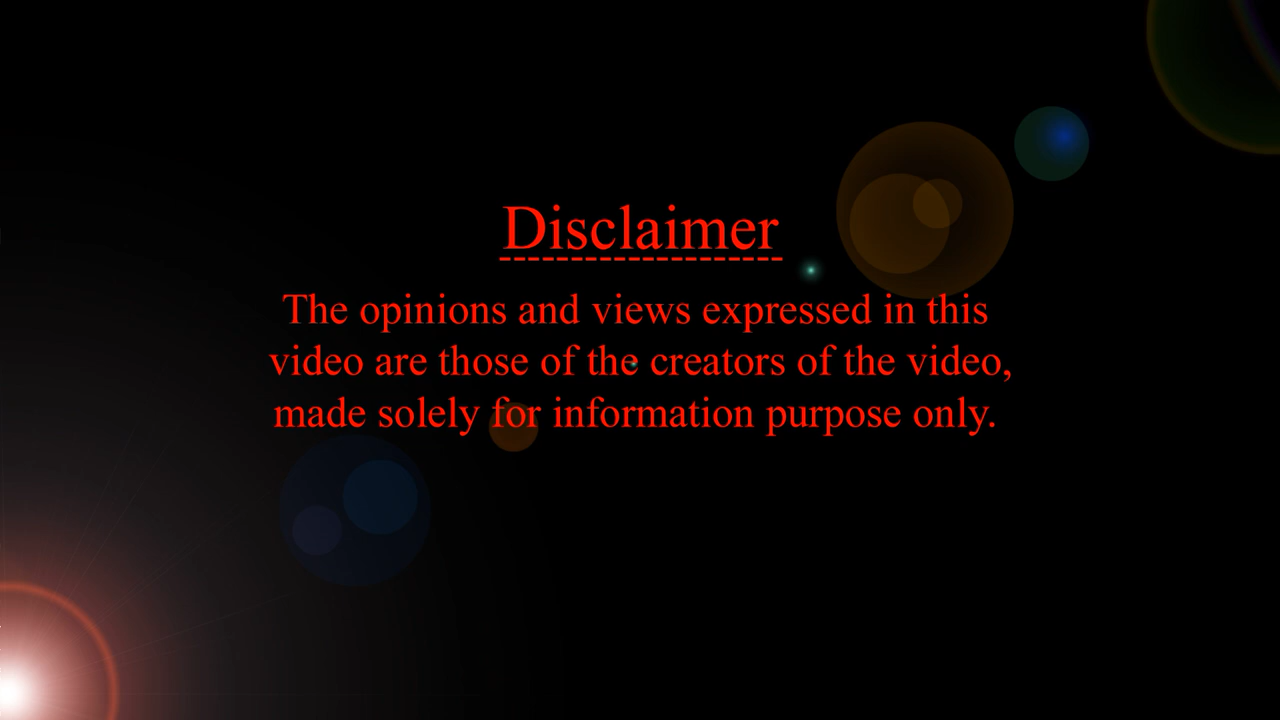 Disclaimer
The opinions and views expressed in this
video are those of the creators of the video,
made solely for information purpose only.